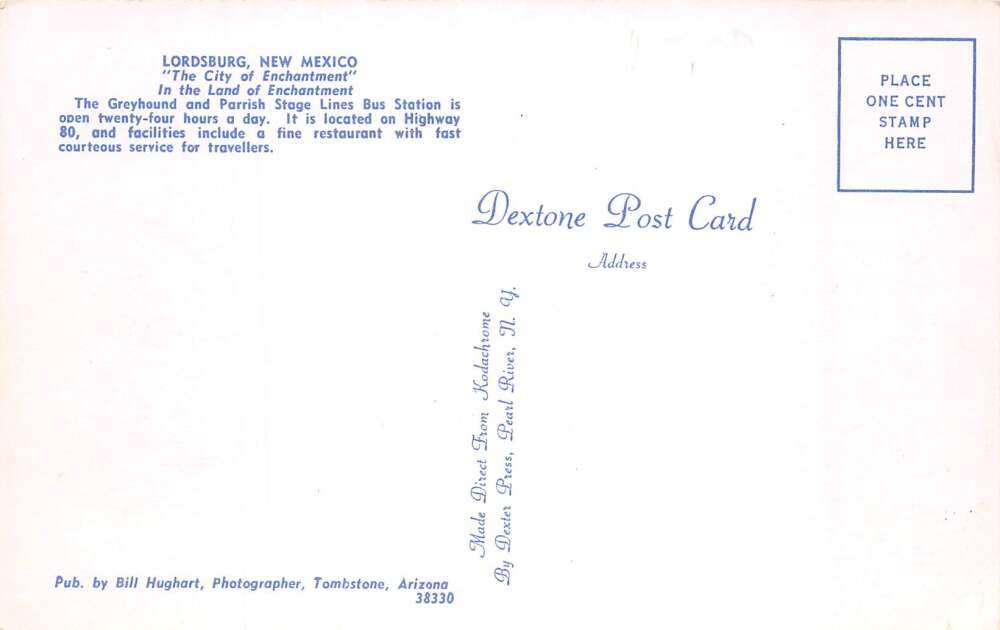 LORDSBURG, NEW MEXICO
"The City of Enchantment"
In the Land of Enchantment
The Greyhound and Parrish Stage Lines Bus Station is
open twenty-four hours a day. It is located on Highway
80, and facilities include a fine restaurant with fast
courteous service for travellers.
PLACE
ONE CENT
STAMP
HERE
Dextone Post Card
Address
Made Direct From Kodachrome
By Dexter Press, Pearl River, N. Y.
Pub. by Bill Hughart, Photographer, Tombstone, Arizona
38330